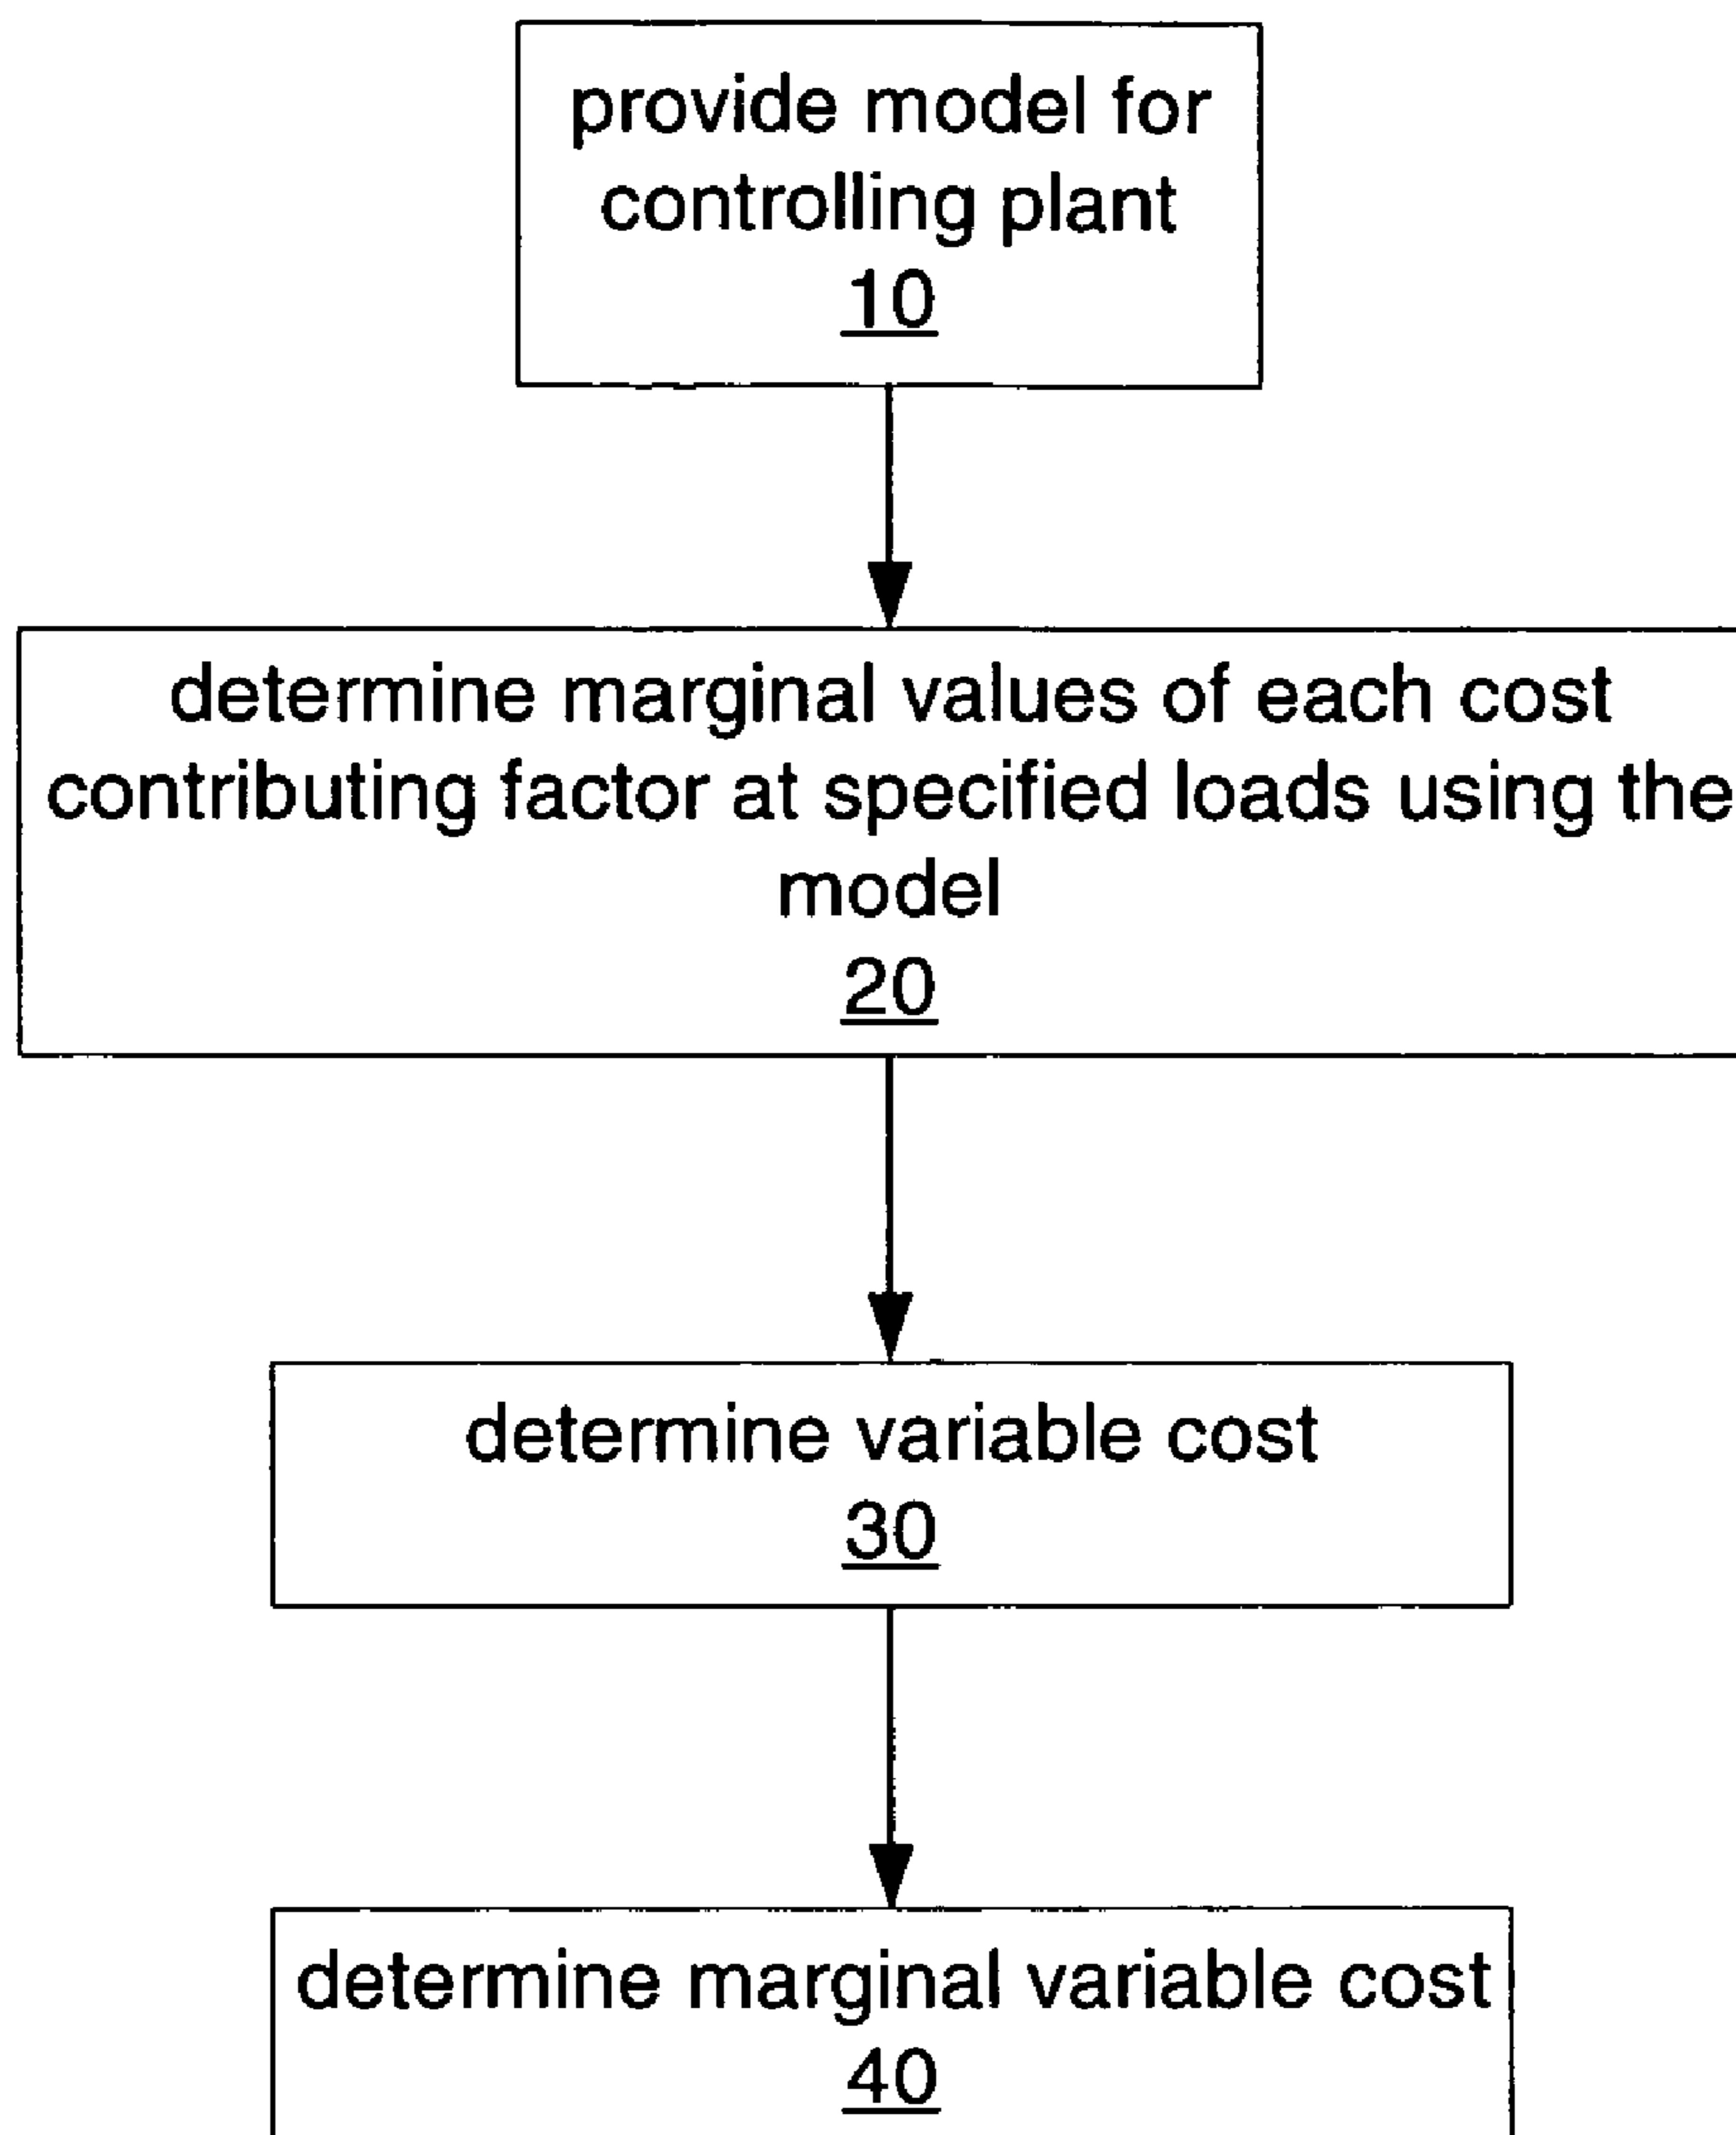 provide model for
controlling plant
10
determine marginal values of each cost
contributing factor at specified loads using the
model
20
determine variable cost
30
determine marginal variable cost
40